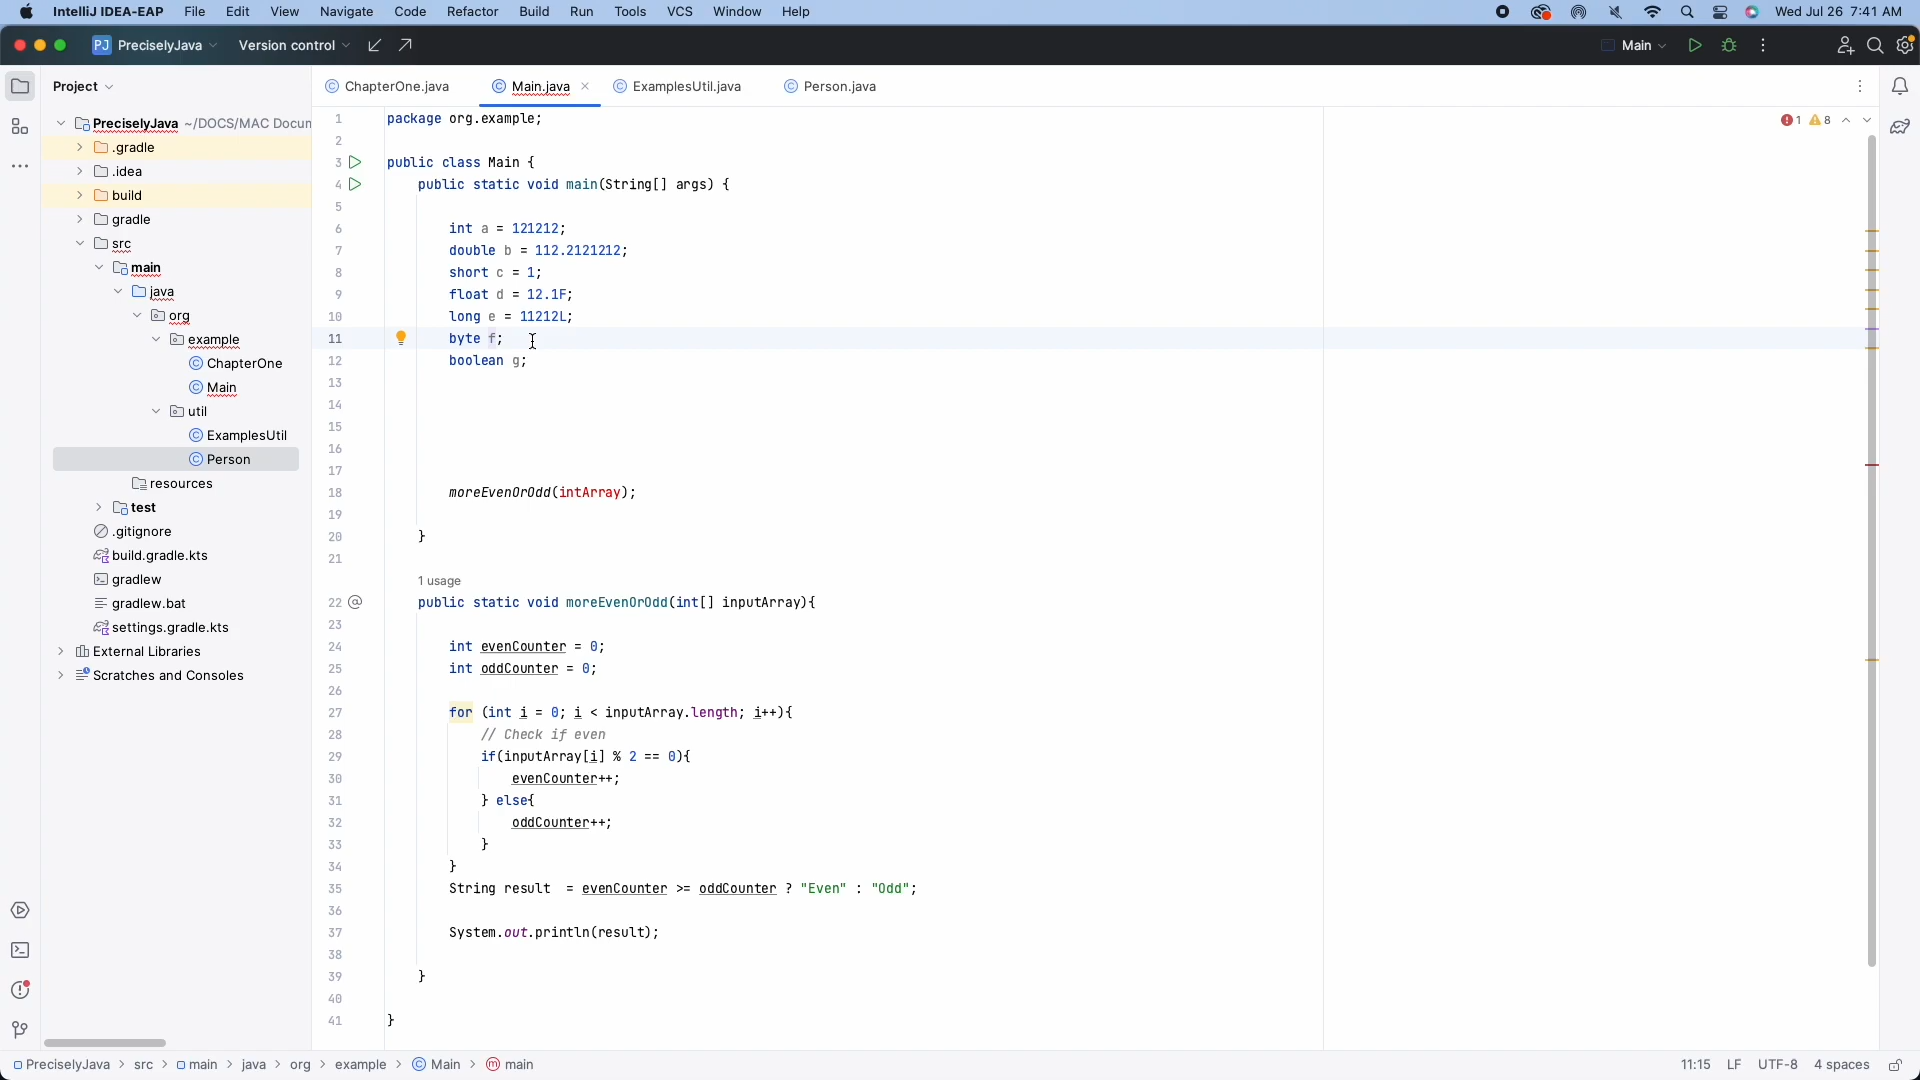 IntelliJ IDEA-EAP File Edit View Navigate Code Refactor Build Run Tools VCS Window Help Wed Jul 26 7:41 AM
PJ PreciselyJava Version control Main
Project
ChapterOne.java Main.java ExamplesUtil.java Person.java
PreciselyJava ~/DOCS/MAC Docum
.gradle
.idea
build
gradle
src
main
java
org
example
ChapterOne
Main
util
ExamplesUtil
Person
resources
test
.gitignore
build.gradle.kts
gradlew
gradlew.bat
settings.gradle.kts
External Libraries
Scratches and Consoles
1 8
1 package org.example;
2
3 public class Main {
4 public static void main(String[] args) {
5
6 int a = 121212;
7 double b = 112.2121212;
8 short c = 1;
9 float d = 12.1F;
10 long e = 11212L;
11 byte f;
12 boolean g;
13
14
15
16
17
18 moreEvenOrOdd(intArray);
19
20 }
21
1 usage
22 @ public static void moreEvenOrOdd(int[] inputArray){
23
24 int evenCounter = 0;
25 int oddCounter = 0;
26
27 for (int i = 0; i < inputArray.length; i++){
28 // Check if even
29 if(inputArray[i] % 2 == 0){
30 evenCounter++;
31 } else{
32 oddCounter++;
33 }
34 }
35 String result  = evenCounter >= oddCounter ? "Even" : "Odd";
36
37 System.out.println(result);
38
39 }
40
41 }
PreciselyJava > src > main > java > org > example > Main > main 11:15 LF UTF-8 4 spaces